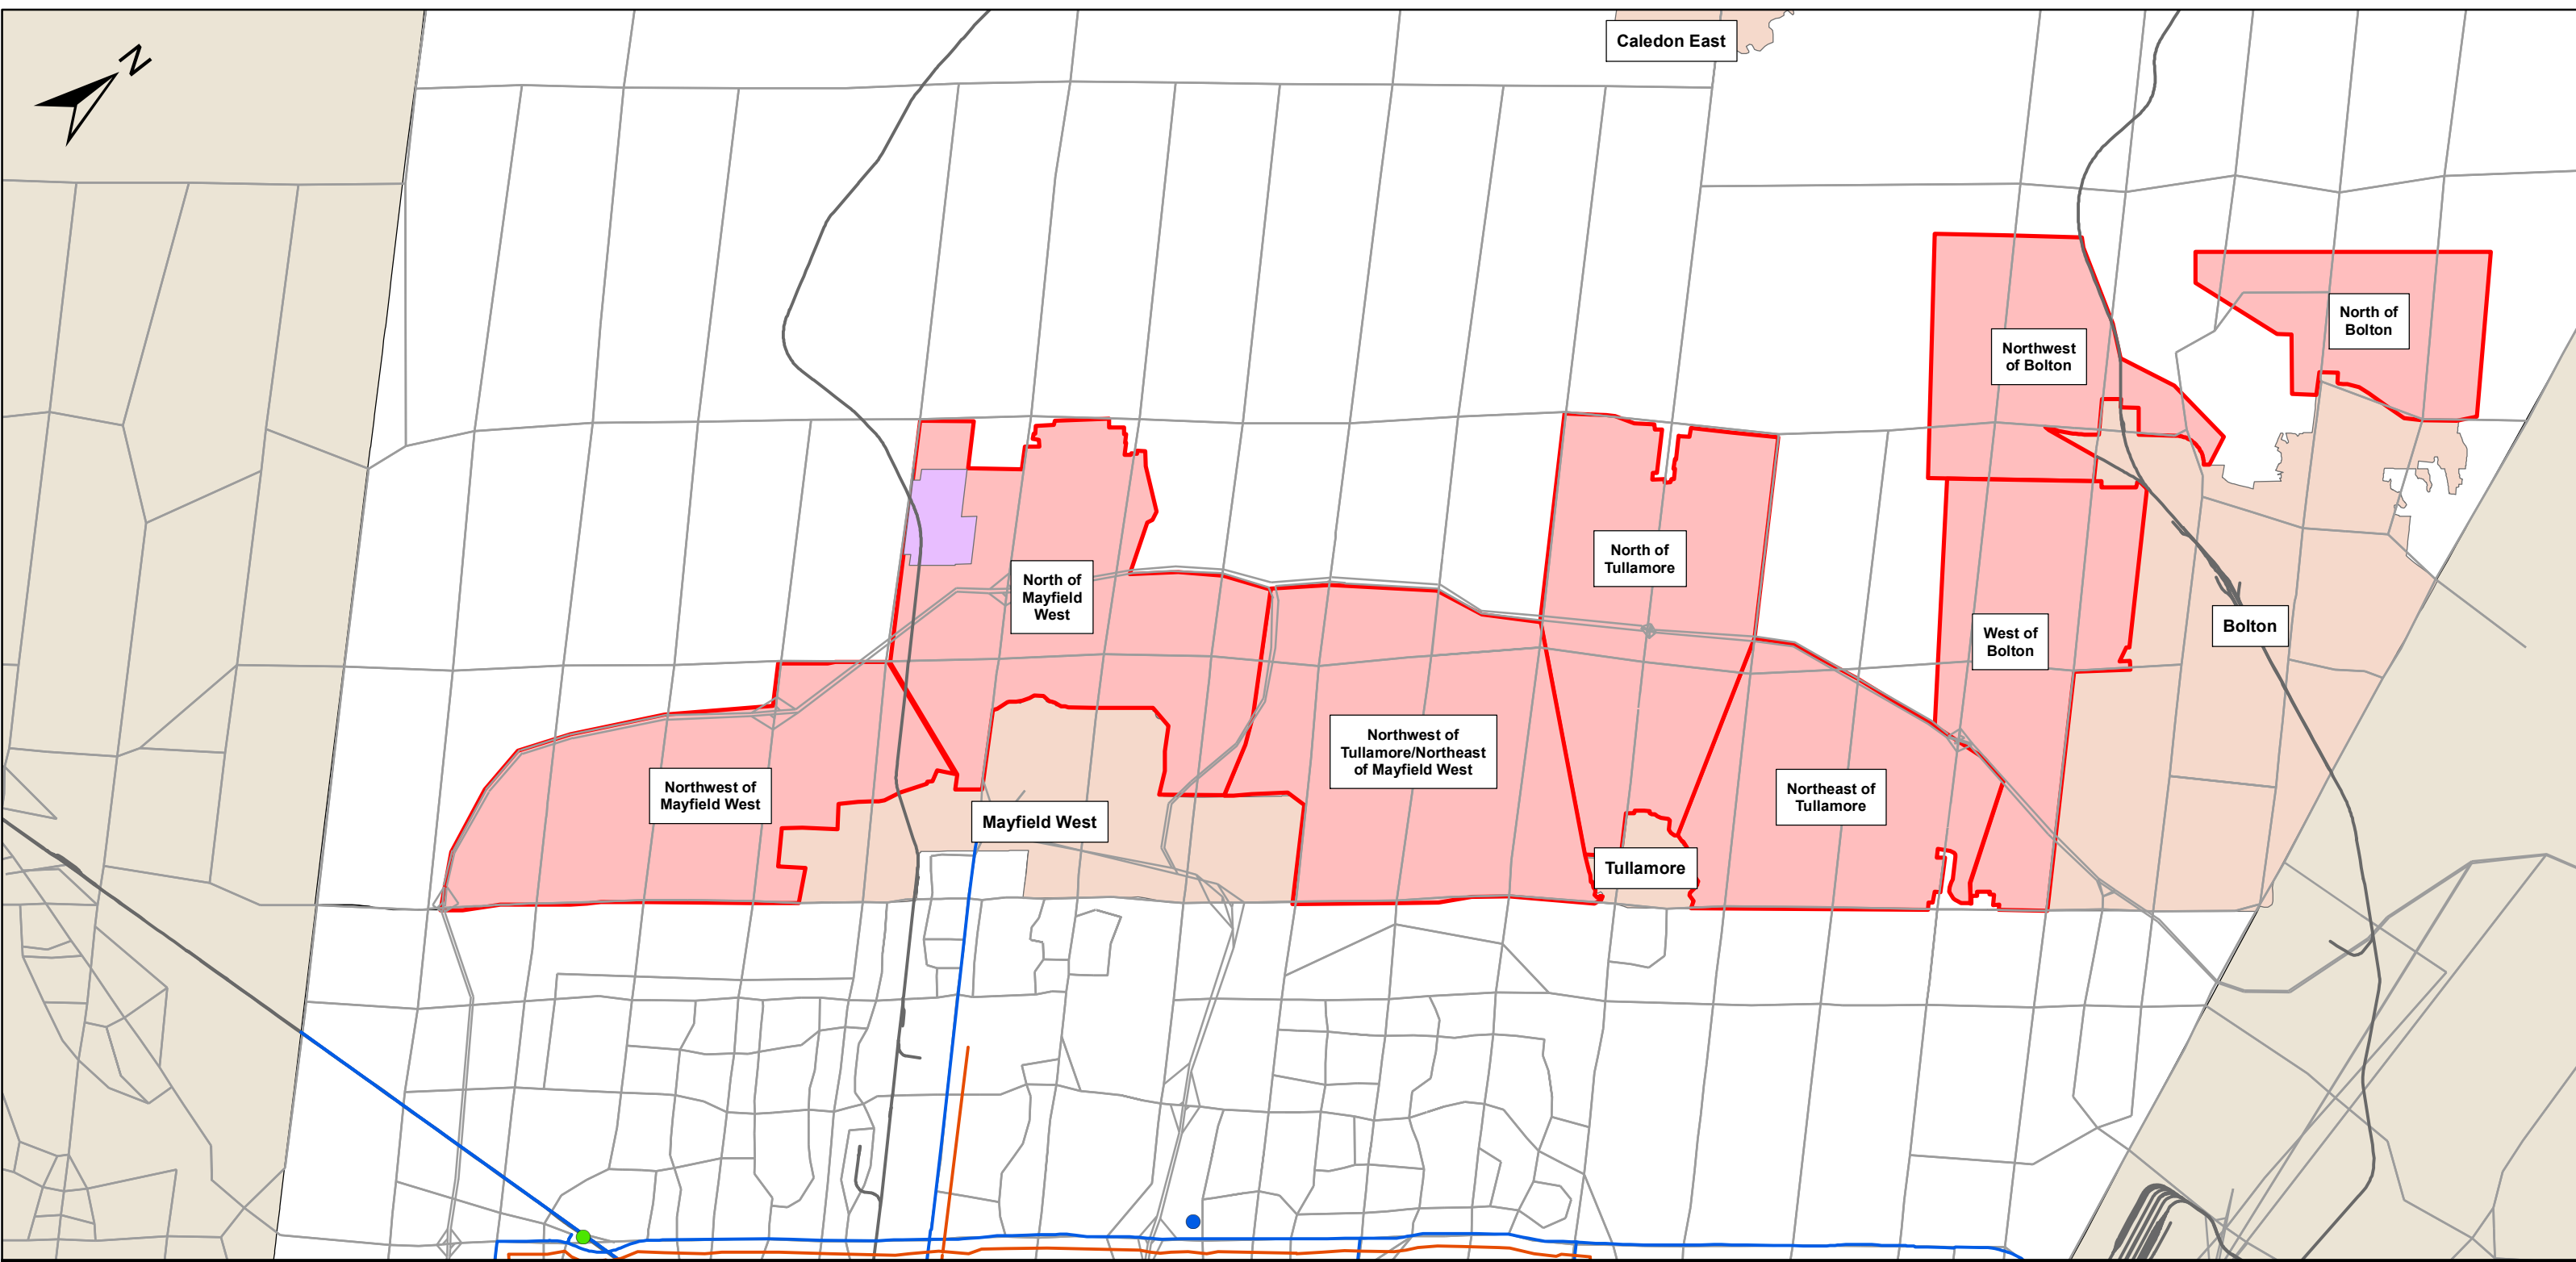 N
Caledon East
North of
Bolton
Northwest
of Bolton
North of
Tullamore
North of
Mayfield
West
West of
Bolton
Bolton
Northwest of
Tullamore/Northeast
of Mayfield West
Northwest of
Mayfield West
Northeast of
Tullamore
Mayfield West
Tullamore